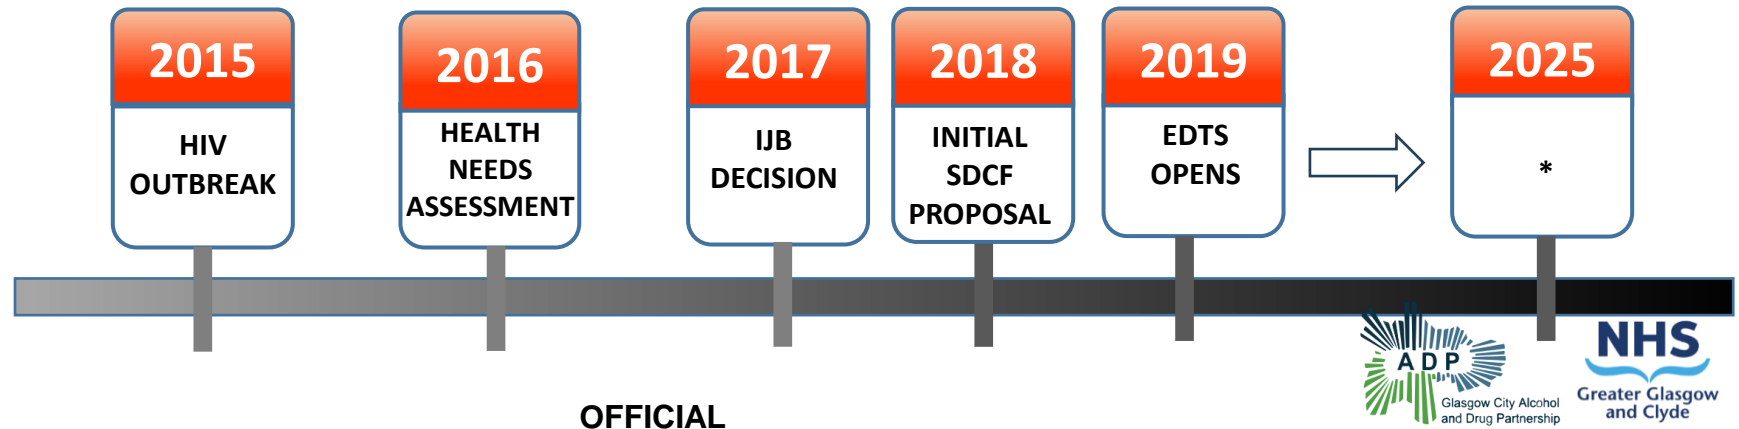 2015
HIV
OUTBREAK
2016
HEALTH
NEEDS
ASSESSMENT
2017
IJB
DECISION
2018
INITIAL
SDCF
PROPOSAL
2019
EDTS
OPENS
2025
*
OFFICIAL
ADP
Glasgow City Alcohol
and Drug Partnership
NHS
Greater Glasgow
and Clyde